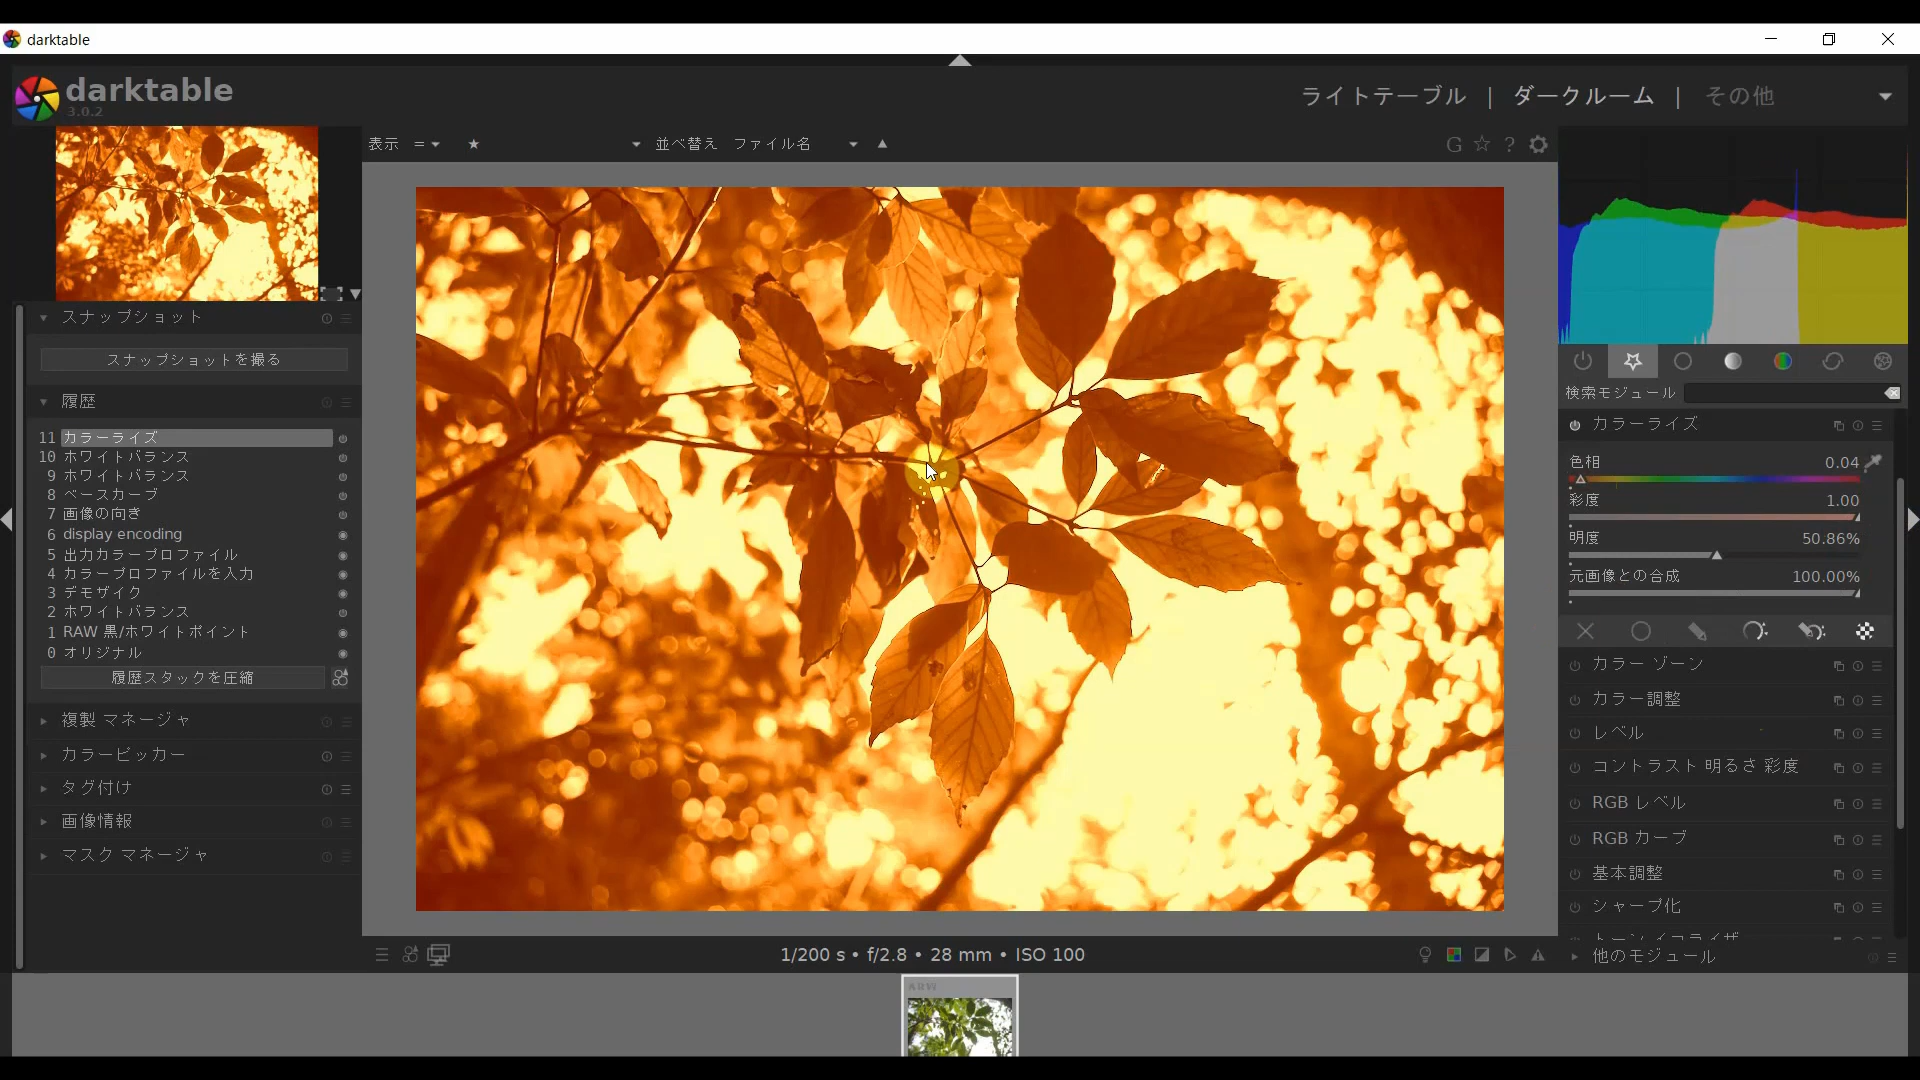 darktable
darktable
3.0.2
ライトテーブル | ダークルーム | その他
表示 = ★ 並べ替え ファイル名
G ☆ ?
スナップショット
スナップショットを撮る
履歴
11 カラーライズ
10 ホワイトバランス
9 ホワイトバランス
8 ベースカーブ
7 画像の向き
6 display encoding
5 出力カラープロファイル
4 カラープロファイルを入力
3 デモザイク
2 ホワイトバランス
1 RAW 黒/ホワイトポイント
0 オリジナル
履歴スタックを圧縮
複製 マネージャ
カラーピッカー
タグ付け
画像情報
マスク マネージャ
検索モジュール
カラーライズ
色相 0.04
彩度 1.00
明度 50.86%
元画像との合成 100.00%
カラー ゾーン
カラー調整
レベル
コントラスト 明るさ 彩度
RGB レベル
RGB カーブ
基本調整
シャープ化
トーン イコライザ
他のモジュール
1/200 s • f/2.8 • 28 mm • ISO 100
ARW